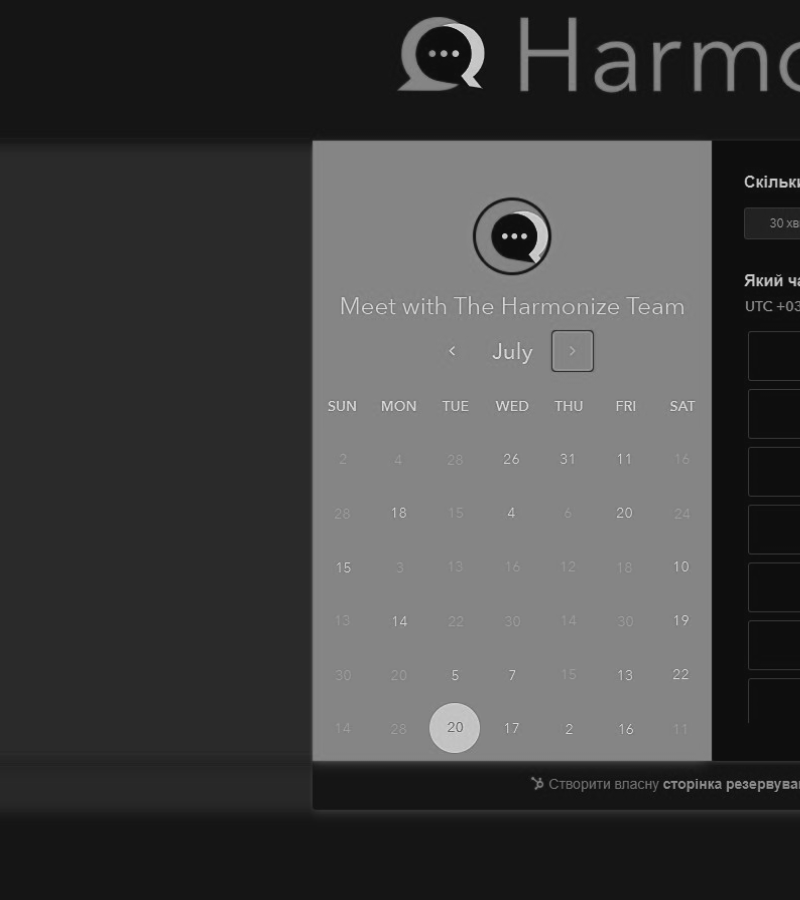 Harmo
Meet with The Harmonize Team
July
SUN MON TUE WED THU FRI SAT
2 4 28 26 31 11 16
28 18 15 4 6 20 24
15 3 13 16 12 18 10
13 14 22 30 14 30 19
30 20 5 7 15 13 22
14 28 20 17 2 16 11
Скільки
30 хви
Який ча
UTC +03
Створити власну сторінка резервуван